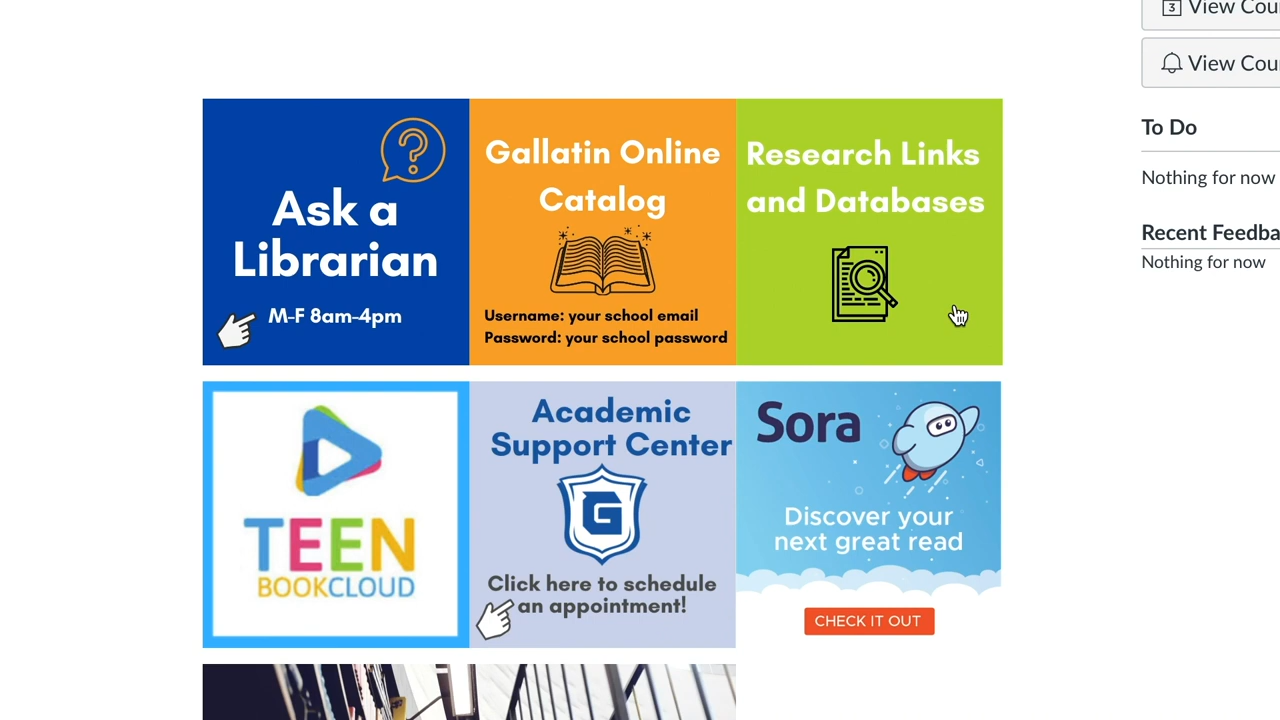 3 View Cou
View Cou
To Do
Nothing for now
Recent Feedba
Nothing for now
?
Ask a
Librarian
M-F 8am-4pm
Gallatin Online
Catalog
Username: your school email
Password: your school password
Research Links
and Databases
TEEN
BOOKCLOUD
Academic
Support Center
G
Click here to schedule
an appointment!
Sora
Discover your
next great read
CHECK IT OUT